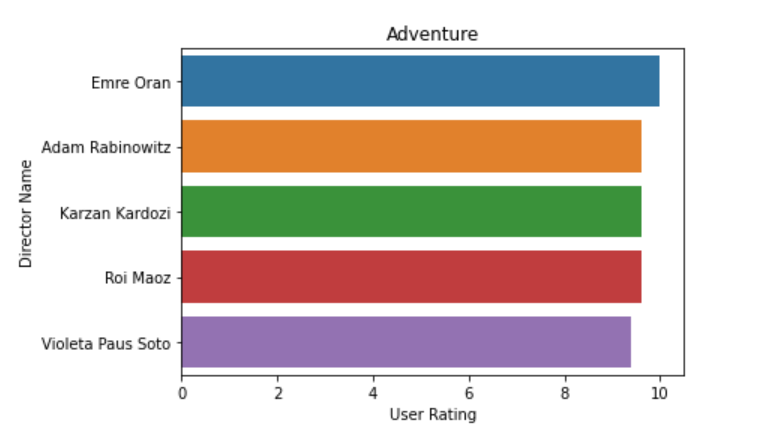 Adventure
Director Name
Emre Oran
Adam Rabinowitz
Karzan Kardozi
Roi Maoz
Violeta Paus Soto
0 2 4 6 8 10
User Rating